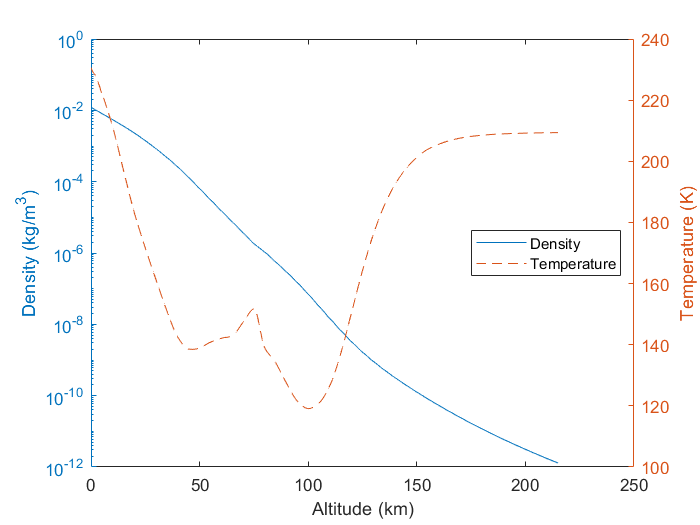 10^0
10^-2
10^-4
10^-6
10^-8
10^-10
10^-12
Density (kg/m^3)
240
220
200
180
160
140
120
100
Temperature (K)
Density
Temperature
0 50 100 150 200 250
Altitude (km)